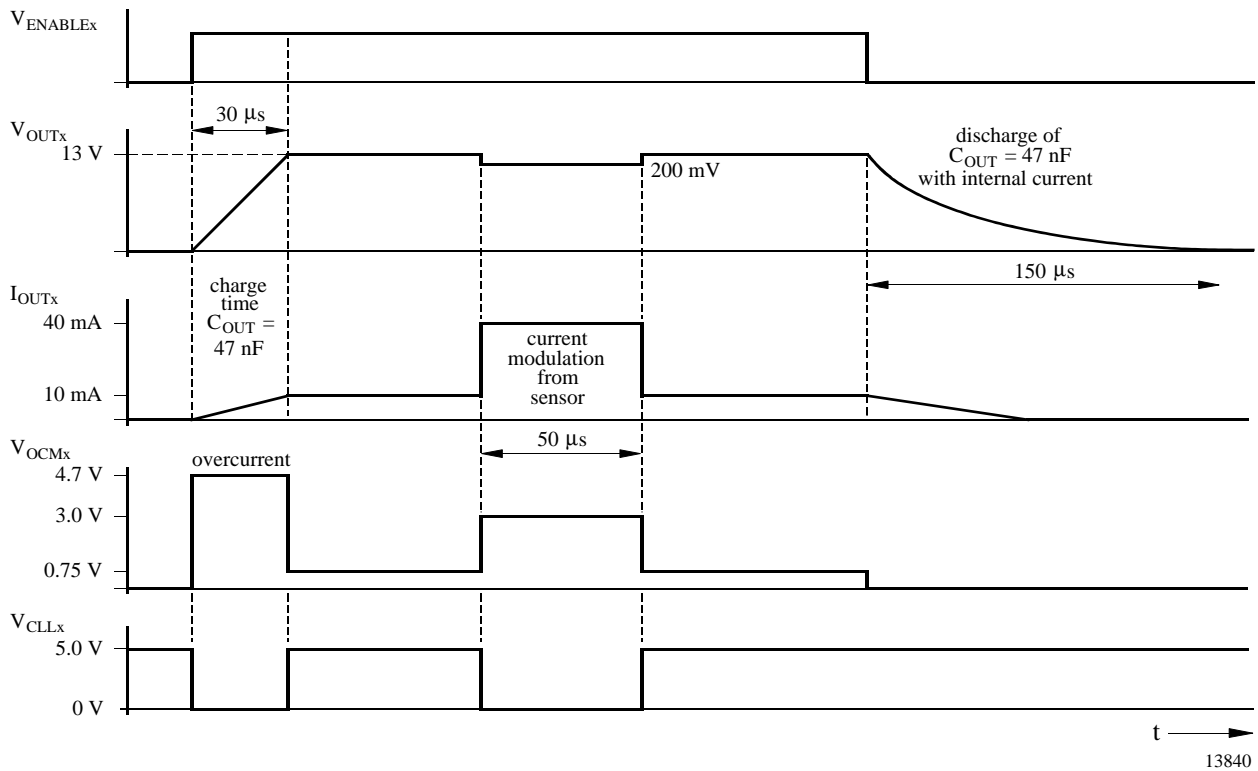 VENABLEx
30 μs
VOUTx
13 V
200 mV
discharge of
COUT = 47 nF
with internal current
150 μs
IOUTx
40 mA
10 mA
charge
time
COUT =
47 nF
current
modulation
from
sensor
50 μs
VOCMx
overcurrent
4.7 V
3.0 V
0.75 V
VCLLx
5.0 V
0 V
t
13840